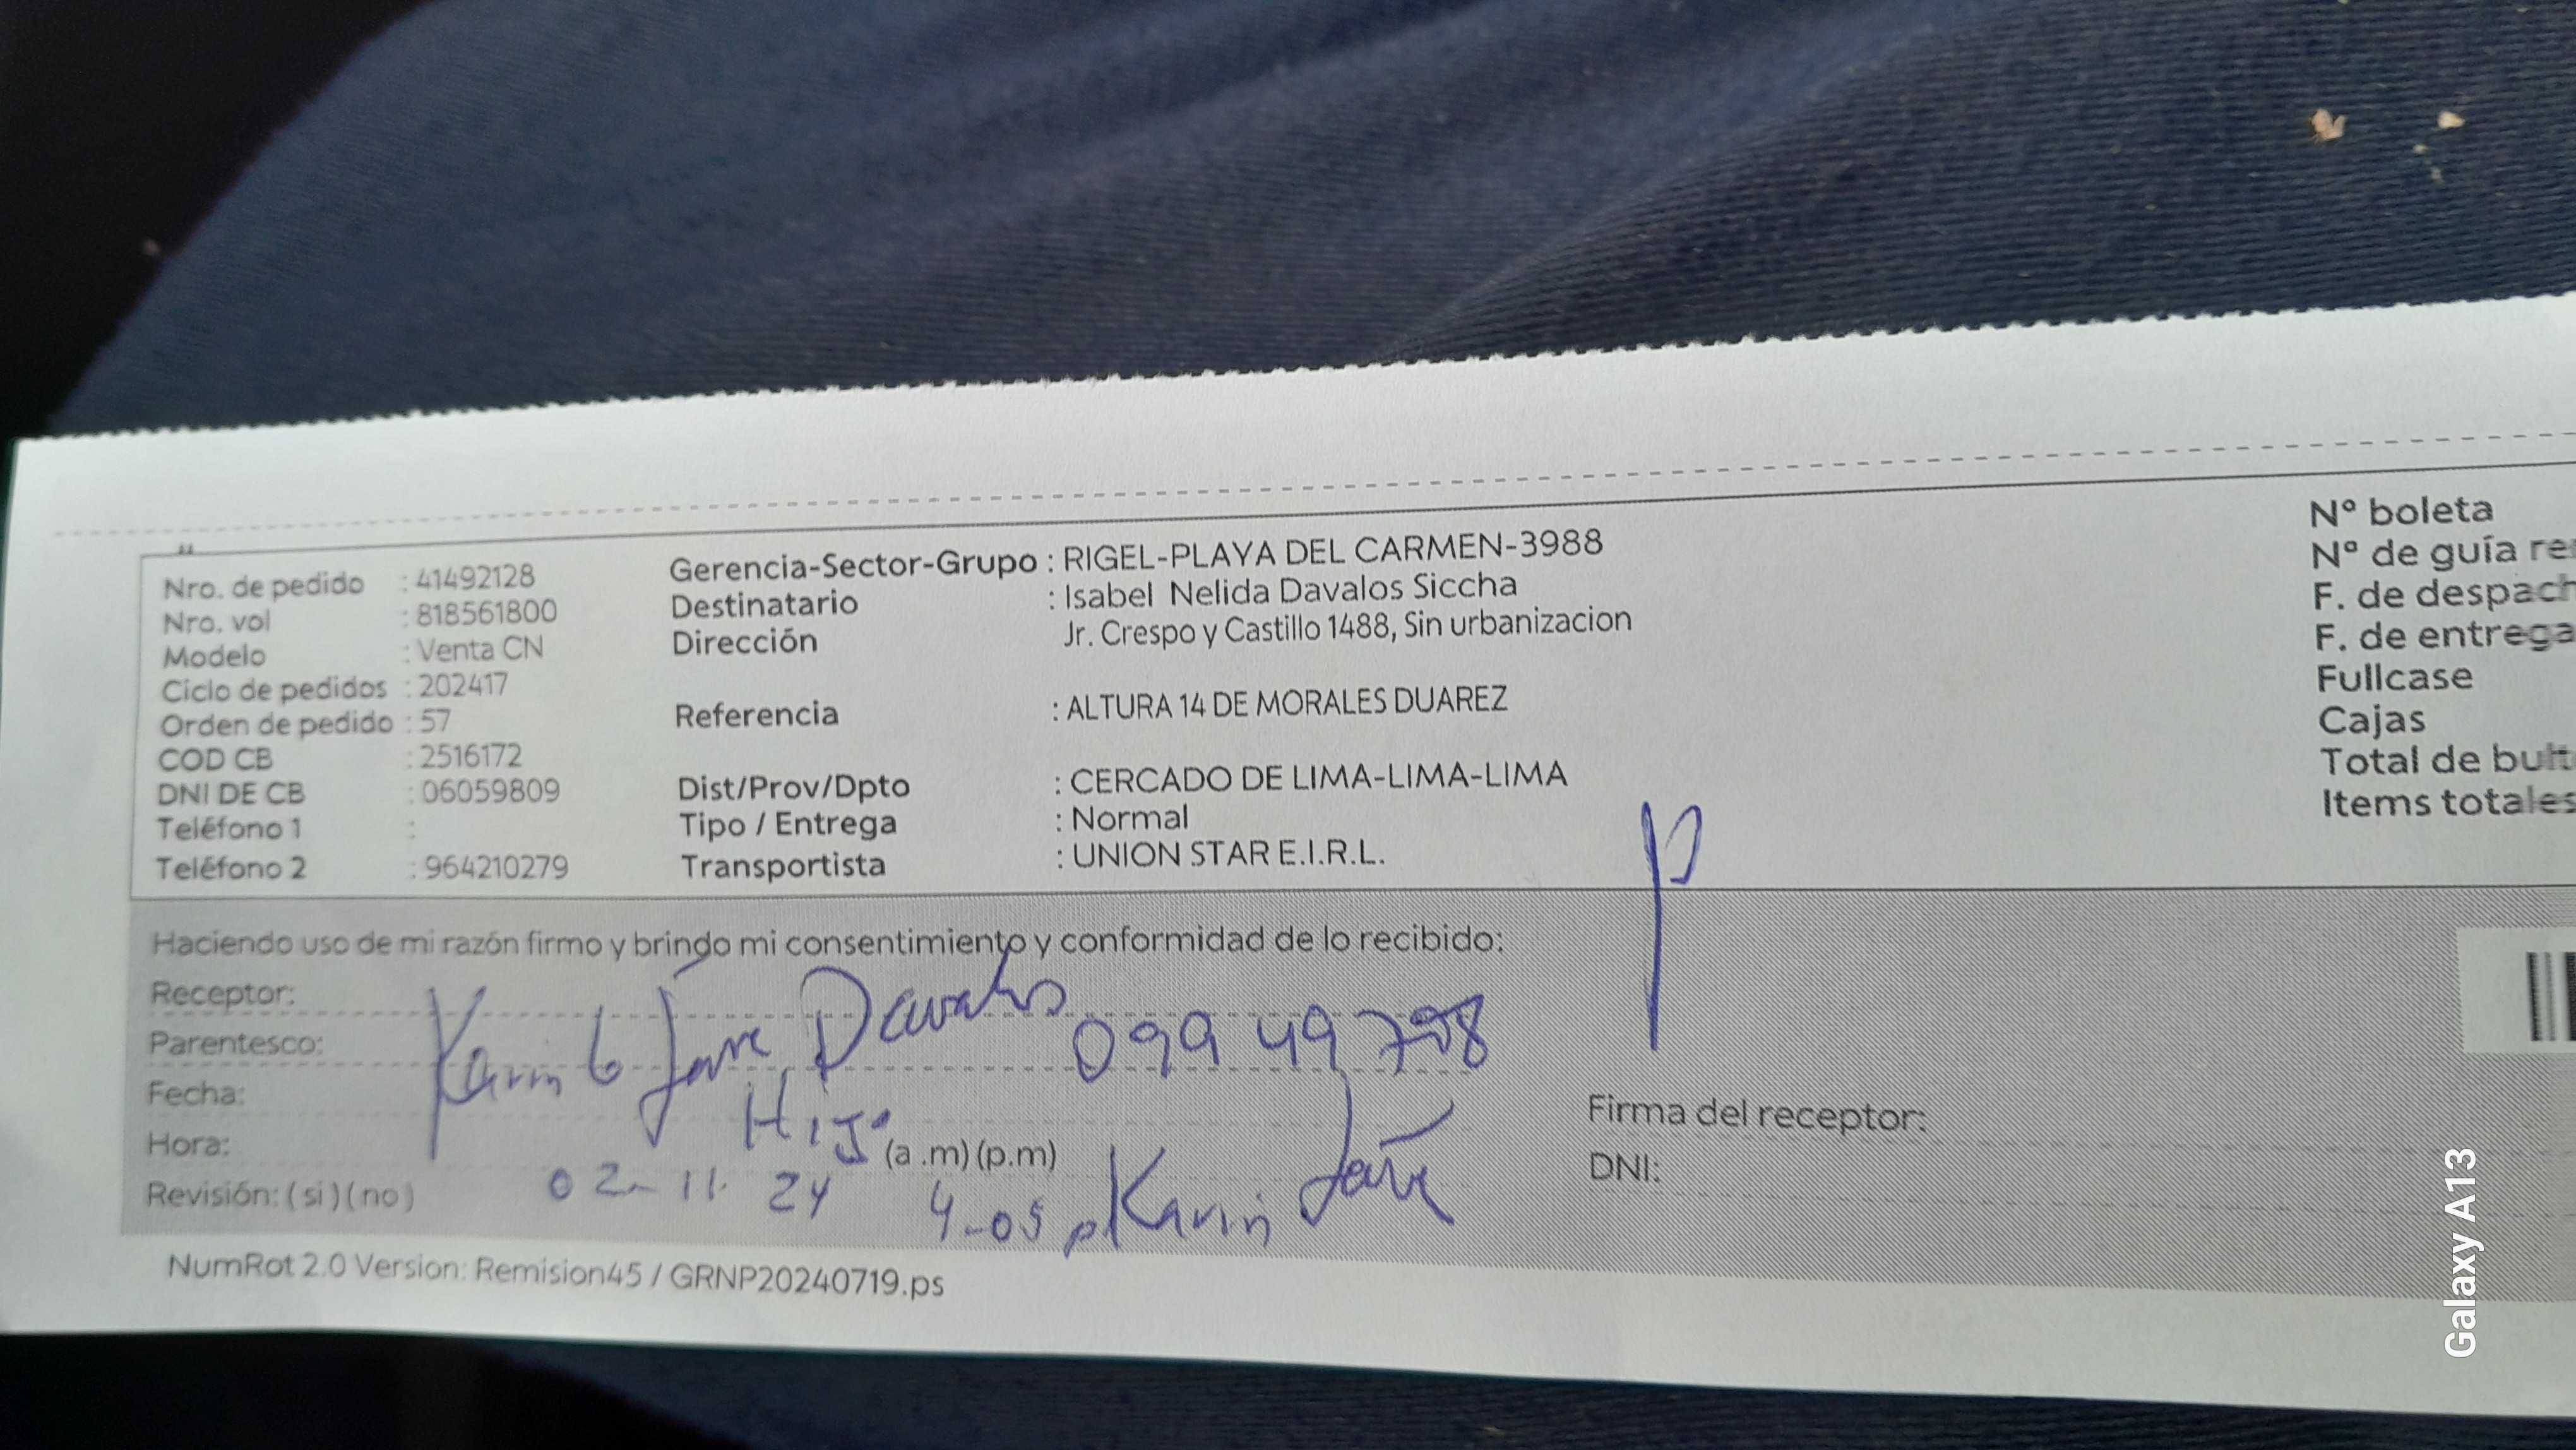 Nro. de pedido : 41492128
Nro. vol : 818561800
Modelo : Venta CN
Ciclo de pedidos : 202417
Orden de pedido : 57
COD CB : 2516172
DNI DE CB : 06059809
Teléfono 1 :
Teléfono 2 : 964210279
Gerencia-Sector-Grupo : RIGEL-PLAYA DEL CARMEN-3988
Destinatario : Isabel Nelida Davalos Siccha
Dirección Jr. Crespo y Castillo 1488, Sin urbanizacion
Referencia : ALTURA 14 DE MORALES DUAREZ
Dist/Prov/Dpto : CERCADO DE LIMA-LIMA-LIMA
Tipo / Entrega : Normal
Transportista : UNION STAR E.I.R.L.
Nº boleta
Nº de guía
F. de
F. de entrega
Fullcase
Cajas
Total de
Items totales
Haciendo uso de mi razón firmo y brindo mi consentimiento y conformidad de lo recibido:
Receptor:
Parentesco:
Fecha:
Hora:
(a .m) (p.m)
Revisión: ( si ) ( no )
Karin Davalos
Hija
02-11-24 4-05 p Karin
Firma del receptor:
DNI:
NumRot 2.0 Version: Remision45 / GRNP20240719.ps
Galaxy A13